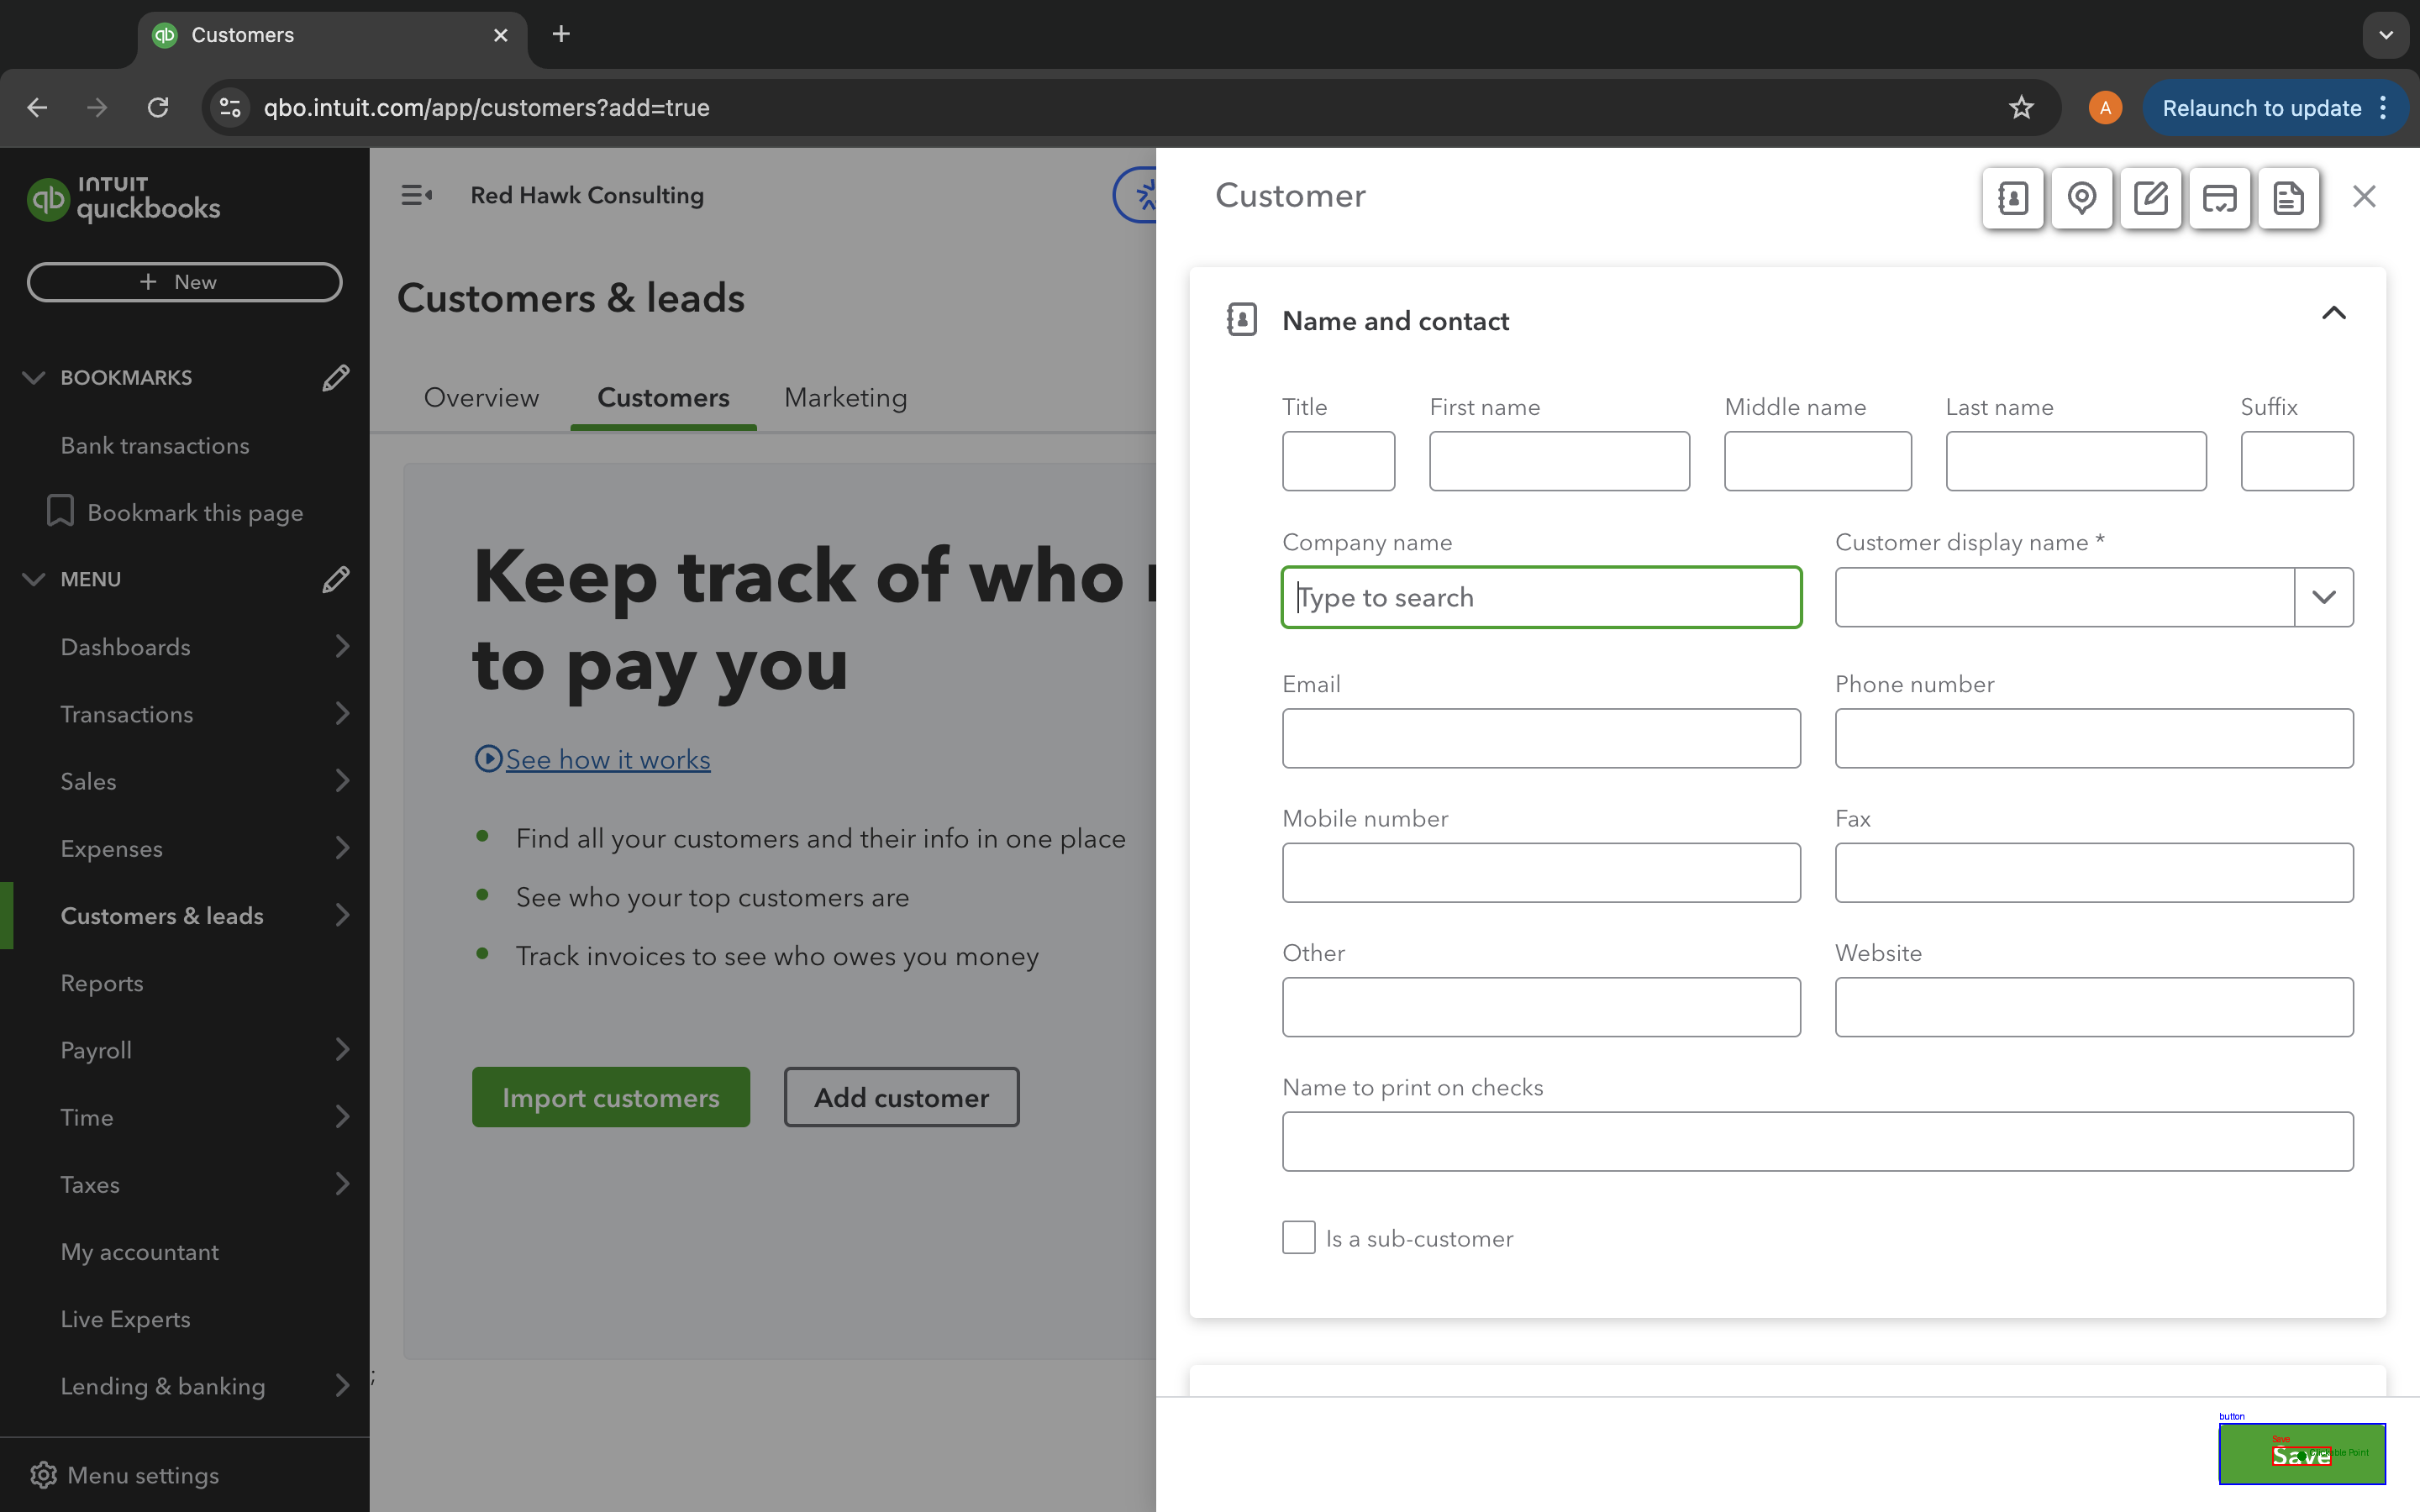 Customers
qbo.intuit.com/app/customers?add=true
A
Relaunch to update
INTUIT
quickbooks
New
BOOKMARKS
Bank transactions
Bookmark this page
MENU
Dashboards
Transactions
Sales
Expenses
Customers & leads
Reports
Payroll
Time
Taxes
My accountant
Live Experts
Lending & banking
Menu settings
Red Hawk Consulting
Customers & leads
Overview
Customers
Marketing
Keep track of who
to pay you
See how it works
Find all your customers and their info in one place
See who your top customers are
Track invoices to see who owes you money
Import customers
Add customer
;
Customer
Name and contact
Title
First name
Middle name
Last name
Suffix
Company name
Customer display name *
Type to search
Email
Phone number
Mobile number
Fax
Other
Website
Name to print on checks
Is a sub-customer
button
Save
Save
Point